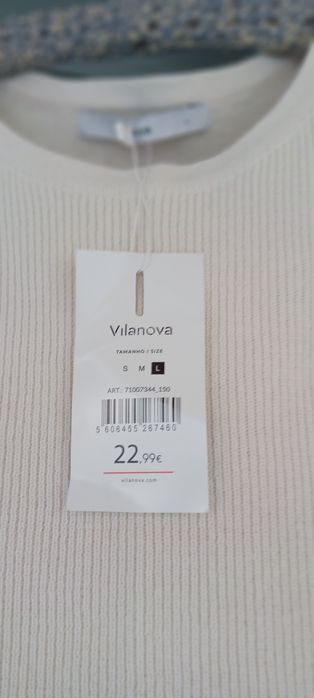 Vilanova
TAMANHO / SIZE
S M L
ART.: 71007344_150
5 606455 267460
22,99€
vilanova.com